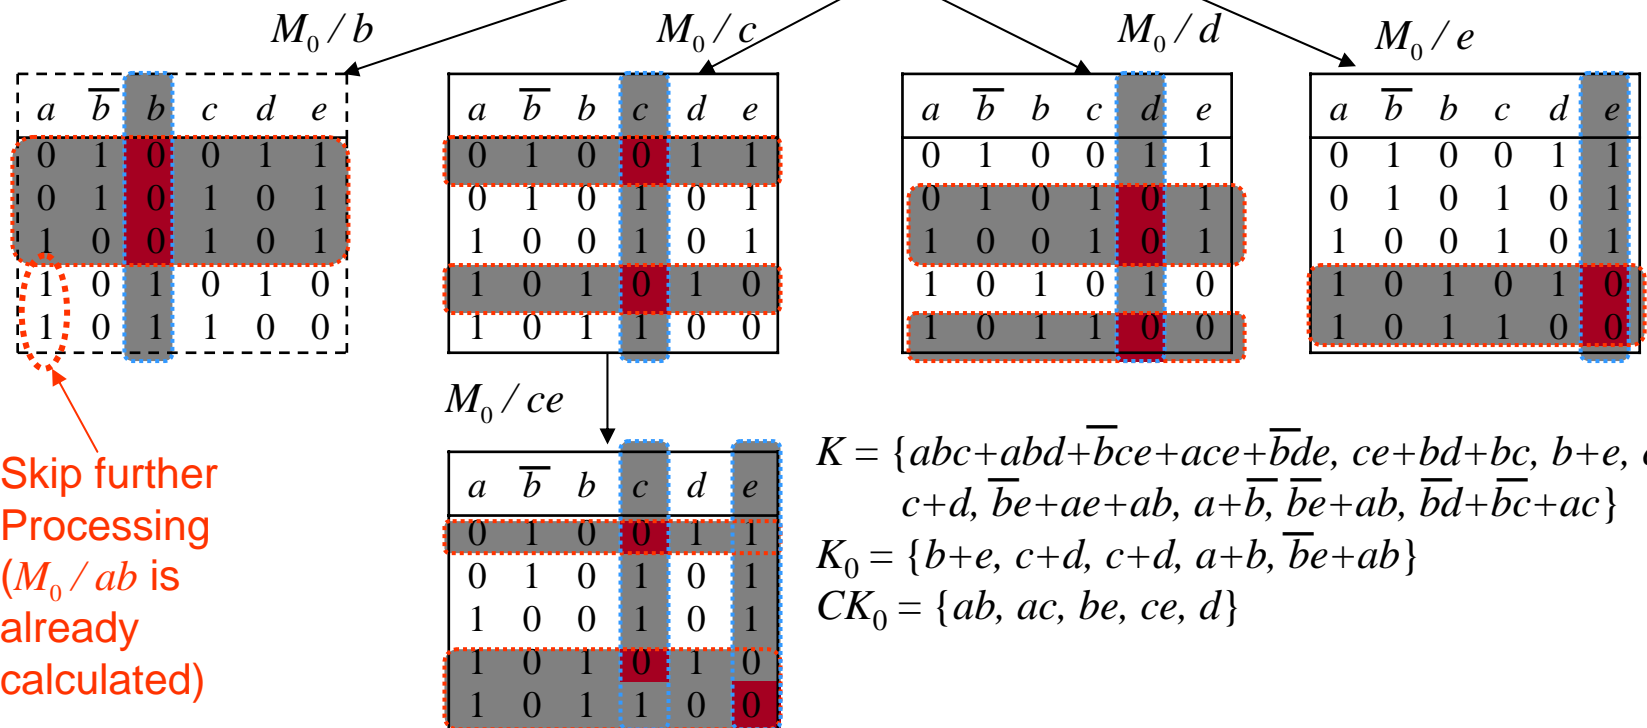 M₀ / b
M₀ / c
M₀ / d
M₀ / e
a b̅ b c d e
0 1 0 0 1 1
0 1 0 1 0 1
1 0 0 1 0 1
1 0 1 0 1 0
1 0 1 1 0 0
a b̅ b c d e
0 1 0 0 1 1
0 1 0 1 0 1
1 0 0 1 0 1
1 0 1 0 1 0
1 0 1 1 0 0
a b̅ b c d e
0 1 0 0 1 1
0 1 0 1 0 1
1 0 0 1 0 1
1 0 1 0 1 0
1 0 1 1 0 0
a b̅ b c d e
0 1 0 0 1 1
0 1 0 1 0 1
1 0 0 1 0 1
1 0 1 0 1 0
1 0 1 1 0 0
Skip further
Processing
(M₀ / ab is
already
calculated)
M₀ / ce
a b̅ b c d e
0 1 0 0 1 1
0 1 0 1 0 1
1 0 0 1 0 1
1 0 1 0 1 0
1 0 1 1 0 0
K = {abc+abd+b̅ce+ace+b̅de, ce+bd+bc, b+e,
c+d, b̅e+ae+ab, a+b̅, b̅e+ab, b̅d+b̅c+ac}
K₀ = {b+e, c+d, c+d, a+b, b̅e+ab}
CK₀ = {ab, ac, be, ce, d}